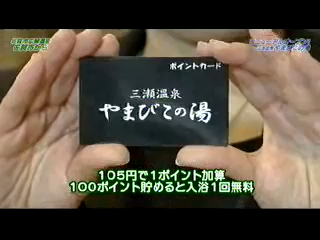 ポイントカード
三瀬温泉
やまびこの湯
105円で1ポイント加算
100ポイント貯めると入浴1回無料